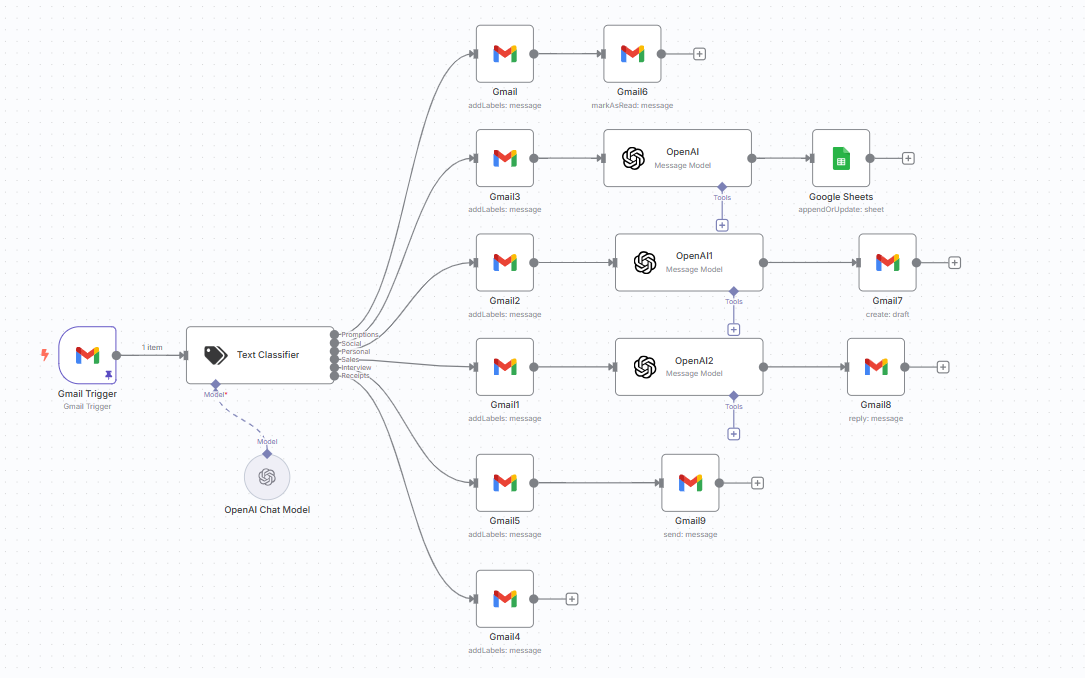 Gmail
addLabels: message
Gmail6
markAsRead: message
Gmail3
addLabels: message
OpenAI
Message Model
Tools
Google Sheets
appendOrUpdate: sheet
Gmail2
addLabels: message
OpenAI1
Message Model
Tools
Gmail7
create: draft
Gmail Trigger
Gmail Trigger
1 item
Text Classifier
Model*
Promotions
Social
Personal
Sales
Interview
Receipts
Model
OpenAI Chat Model
Gmail1
addLabels: message
OpenAI2
Message Model
Tools
Gmail8
reply: message
Gmail5
addLabels: message
Gmail9
send: message
Gmail4
addLabels: message